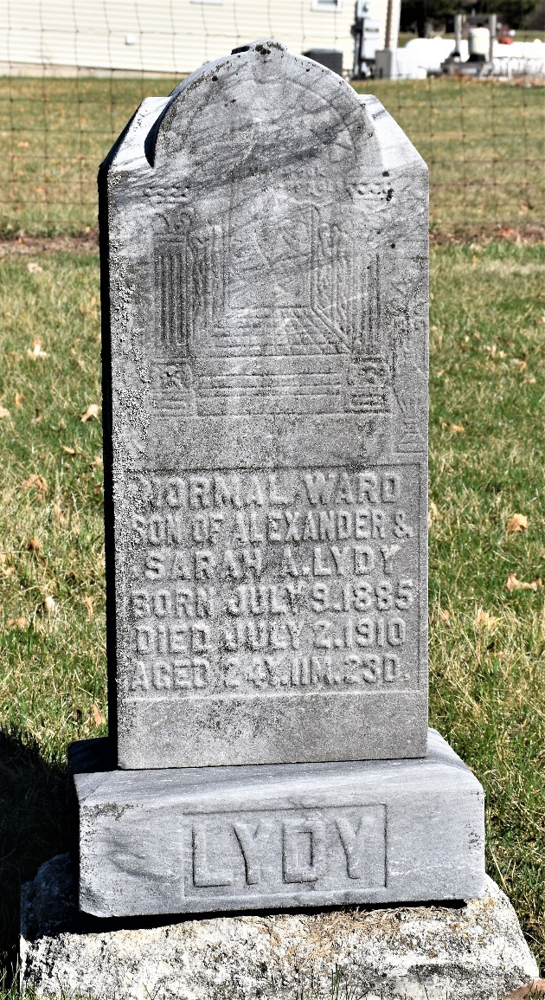 NORMAL WARD
SON OF ALEXANDER &
SARAH A. LYDY
BORN JULY 9.1885
DIED JULY 2.1910
AGED 24Y.11M.23D.
LYDY